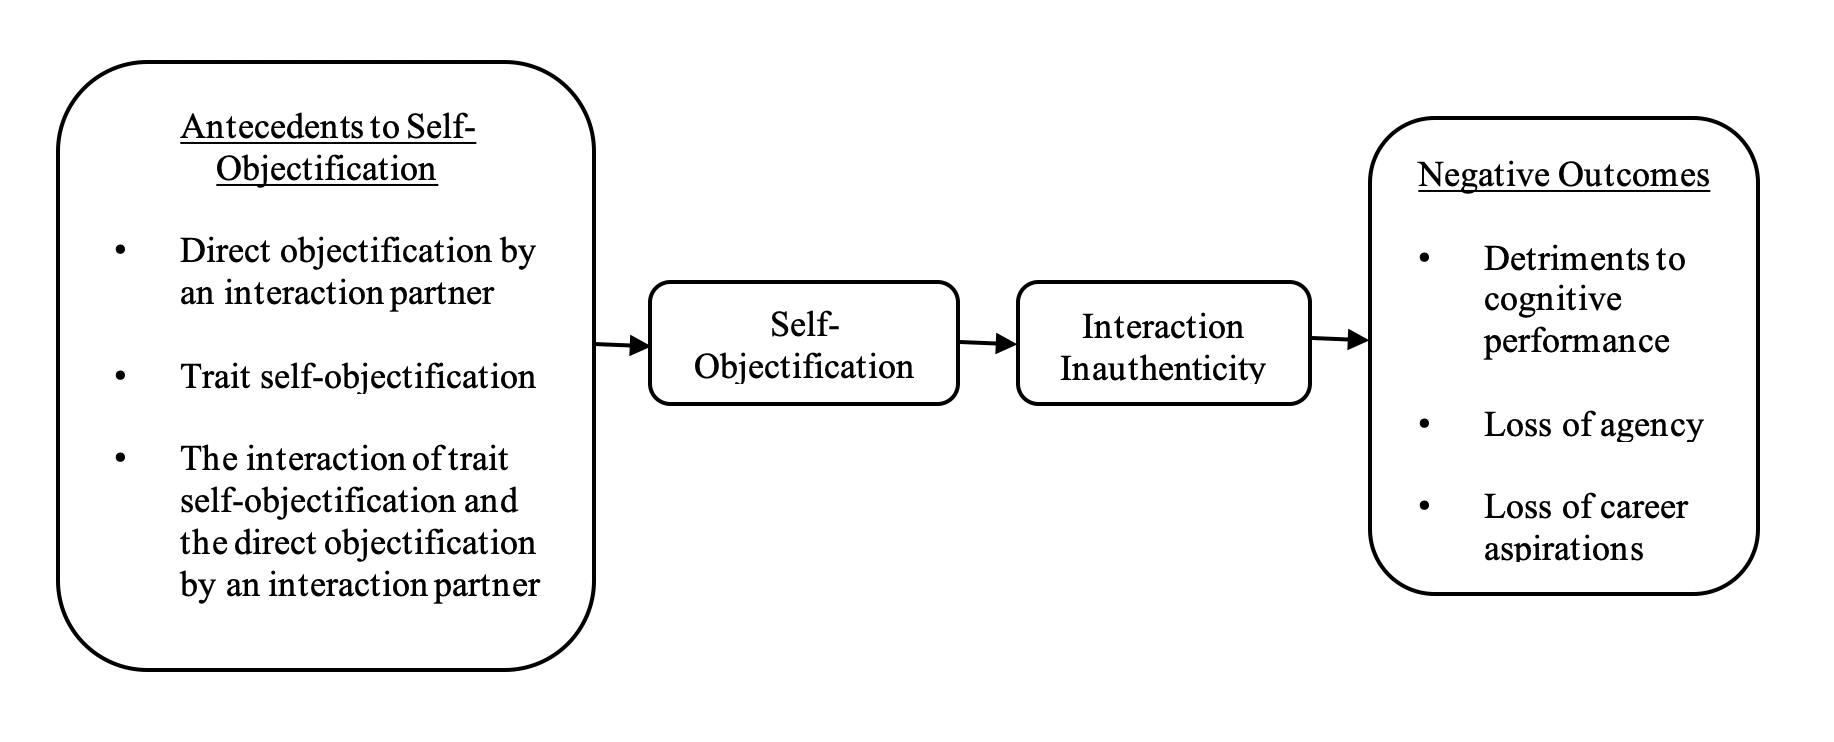 Antecedents to Self-
Objectification
• Direct objectification by
an interaction partner
• Trait self-objectification
• The interaction of trait
self-objectification and
the direct objectification
by an interaction partner
Self-
Objectification
Interaction
Inauthenticity
Negative Outcomes
• Detriments to
cognitive
performance
• Loss of agency
• Loss of career
aspirations